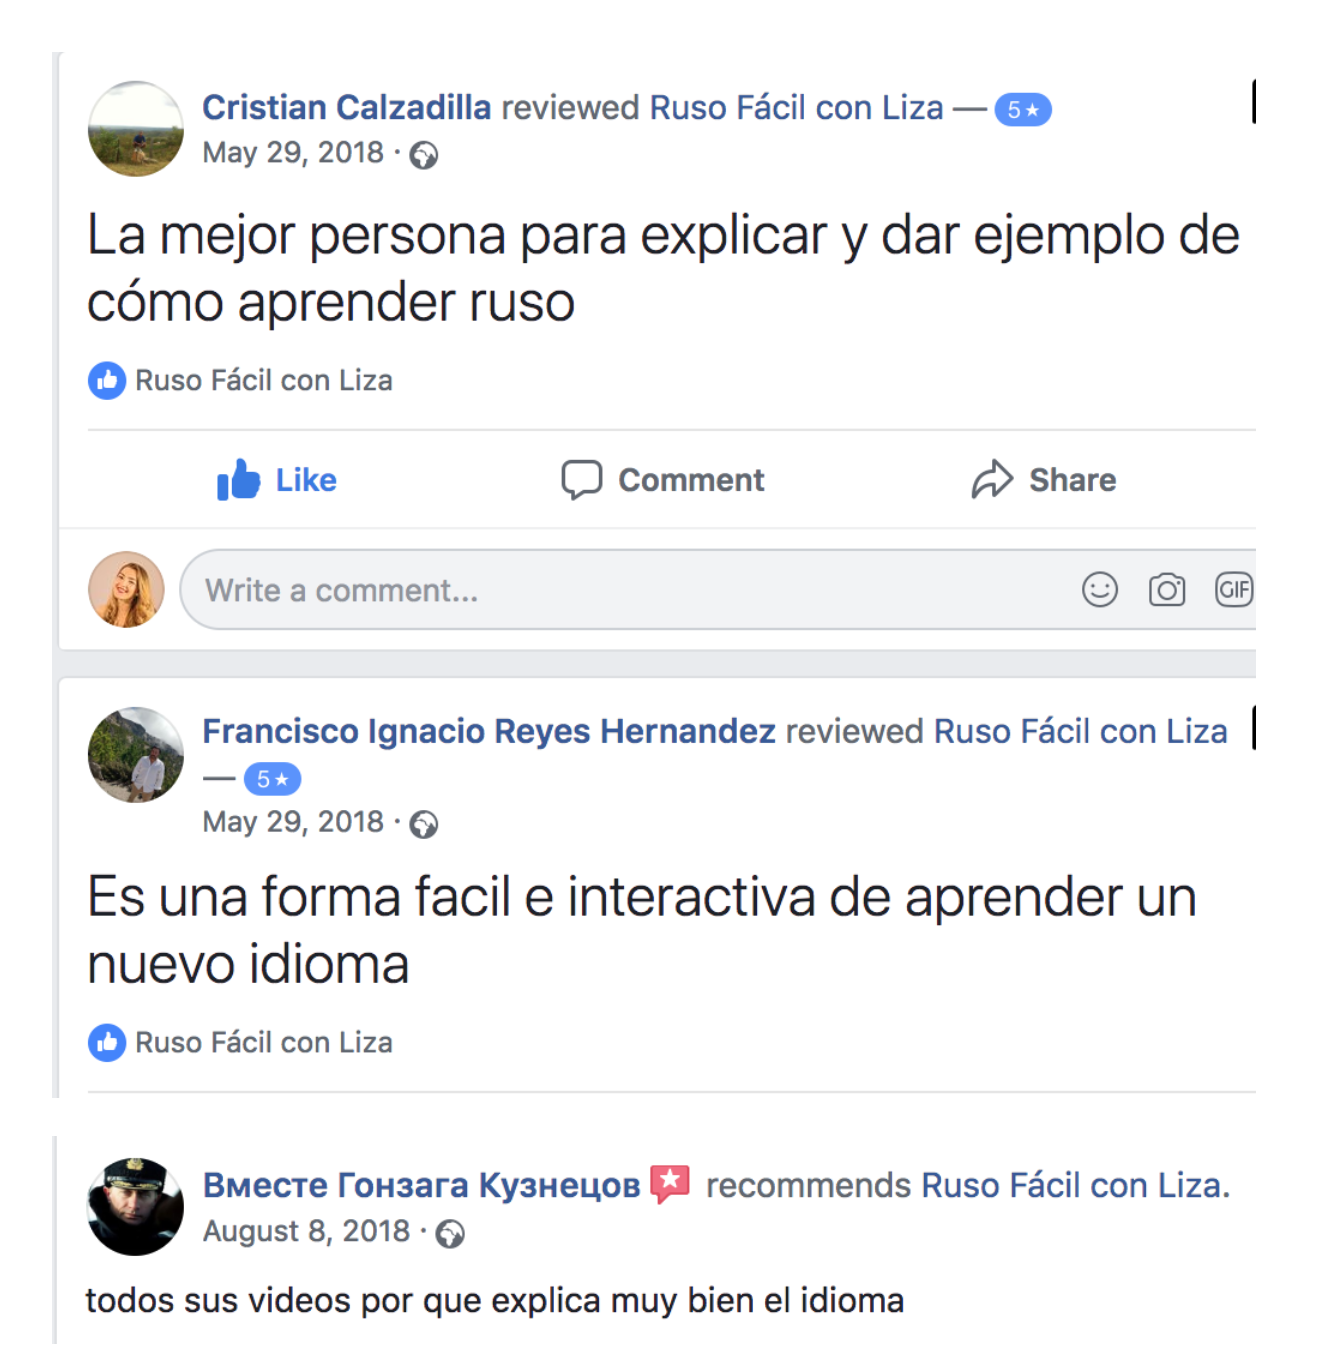 Cristian Calzadilla reviewed Ruso Fácil con Liza — 5★
May 29, 2018 ·
La mejor persona para explicar y dar ejemplo de
cómo aprender ruso
Ruso Fácil con Liza
Like Comment Share
Write a comment... GIF
Francisco Ignacio Reyes Hernandez reviewed Ruso Fácil con Liza
— 5★
May 29, 2018 ·
Es una forma facil e interactiva de aprender un
nuevo idioma
Ruso Fácil con Liza
Вместе Гонзага Кузнецов recommends Ruso Fácil con Liza.
August 8, 2018 ·
todos sus videos por que explica muy bien el idioma